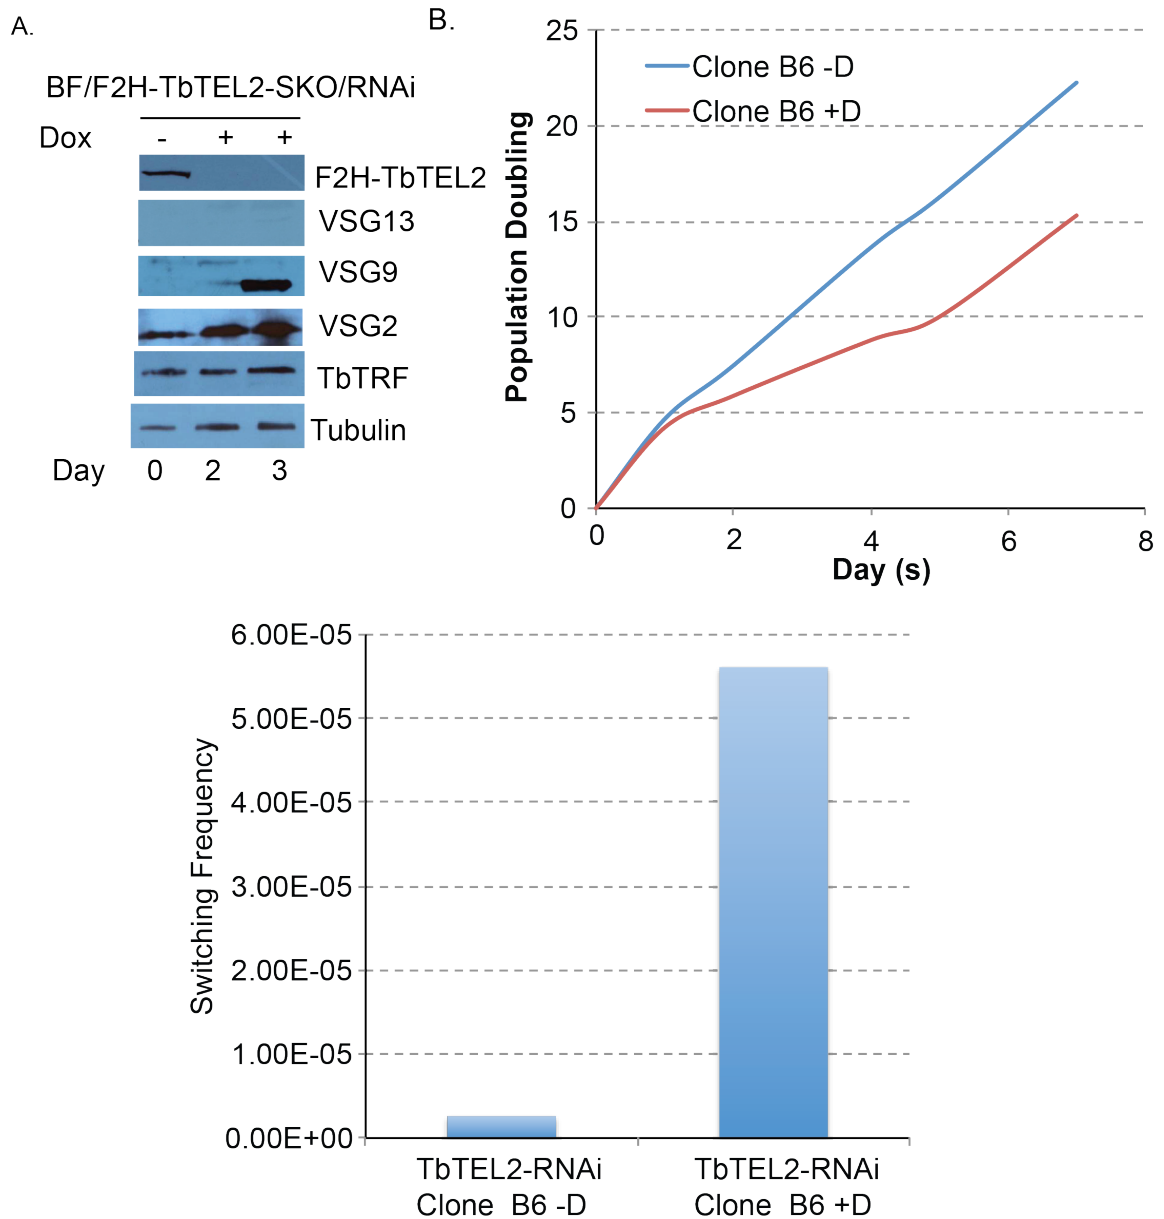 A.
BF/F2H-TbTEL2-SKO/RNAi
Dox - + +
F2H-TbTEL2
VSG13
VSG9
VSG2
TbTRF
Tubulin
Day 0 2 3
B.
Population Doubling
25
20
15
10
5
0
Clone B6 -D
Clone B6 +D
0 2 4 6 8
Day (s)
Switching Frequency
6.00E-05
5.00E-05
4.00E-05
3.00E-05
2.00E-05
1.00E-05
0.00E+00
TbTEL2-RNAi
Clone B6 -D
TbTEL2-RNAi
Clone B6 +D